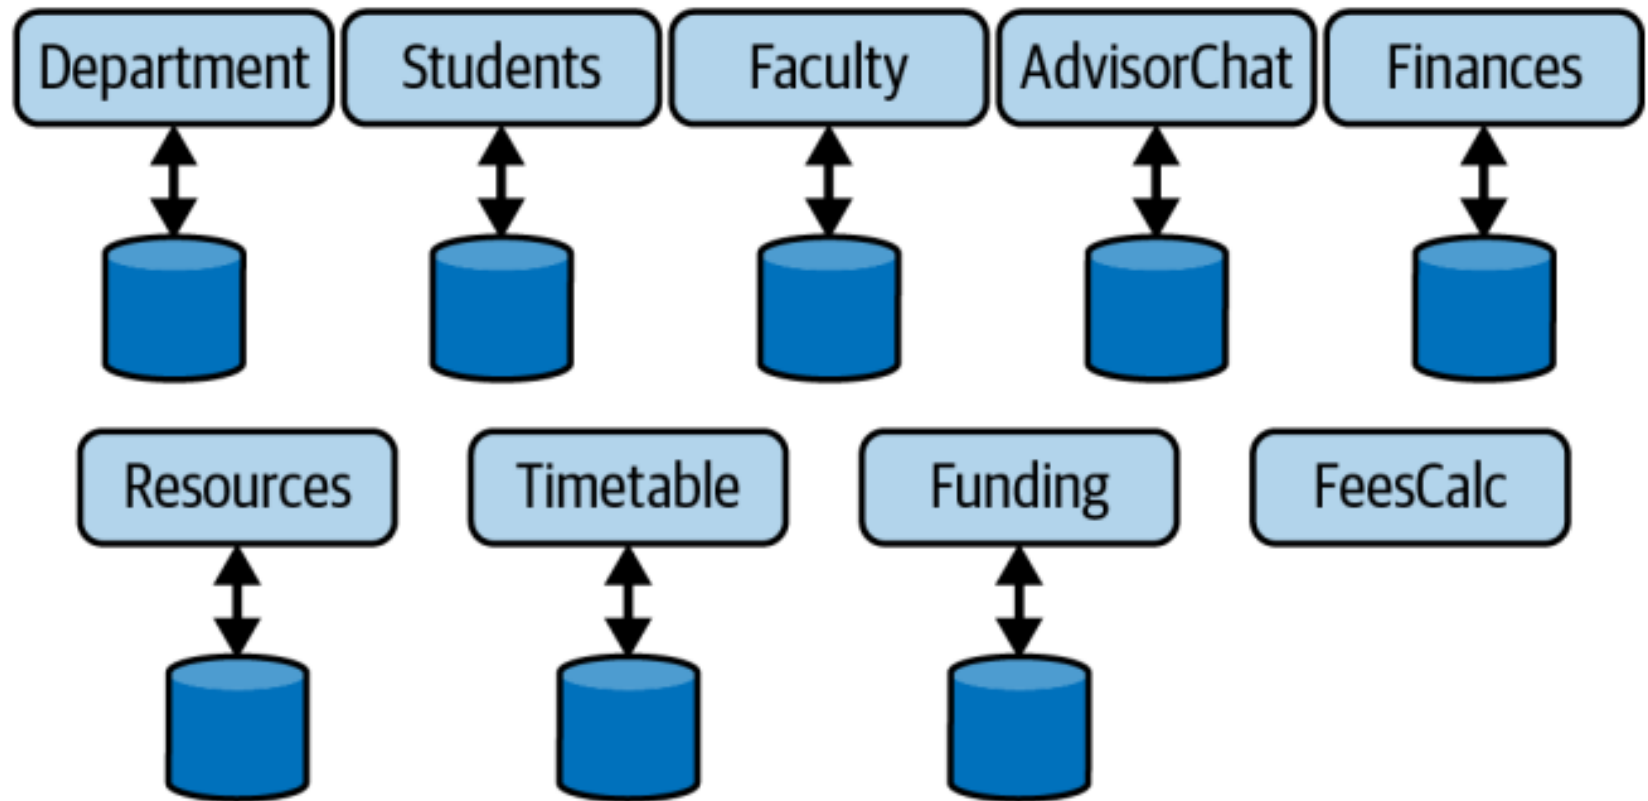 Department
Students
Faculty
AdvisorChat
Finances
Resources
Timetable
Funding
FeesCalc